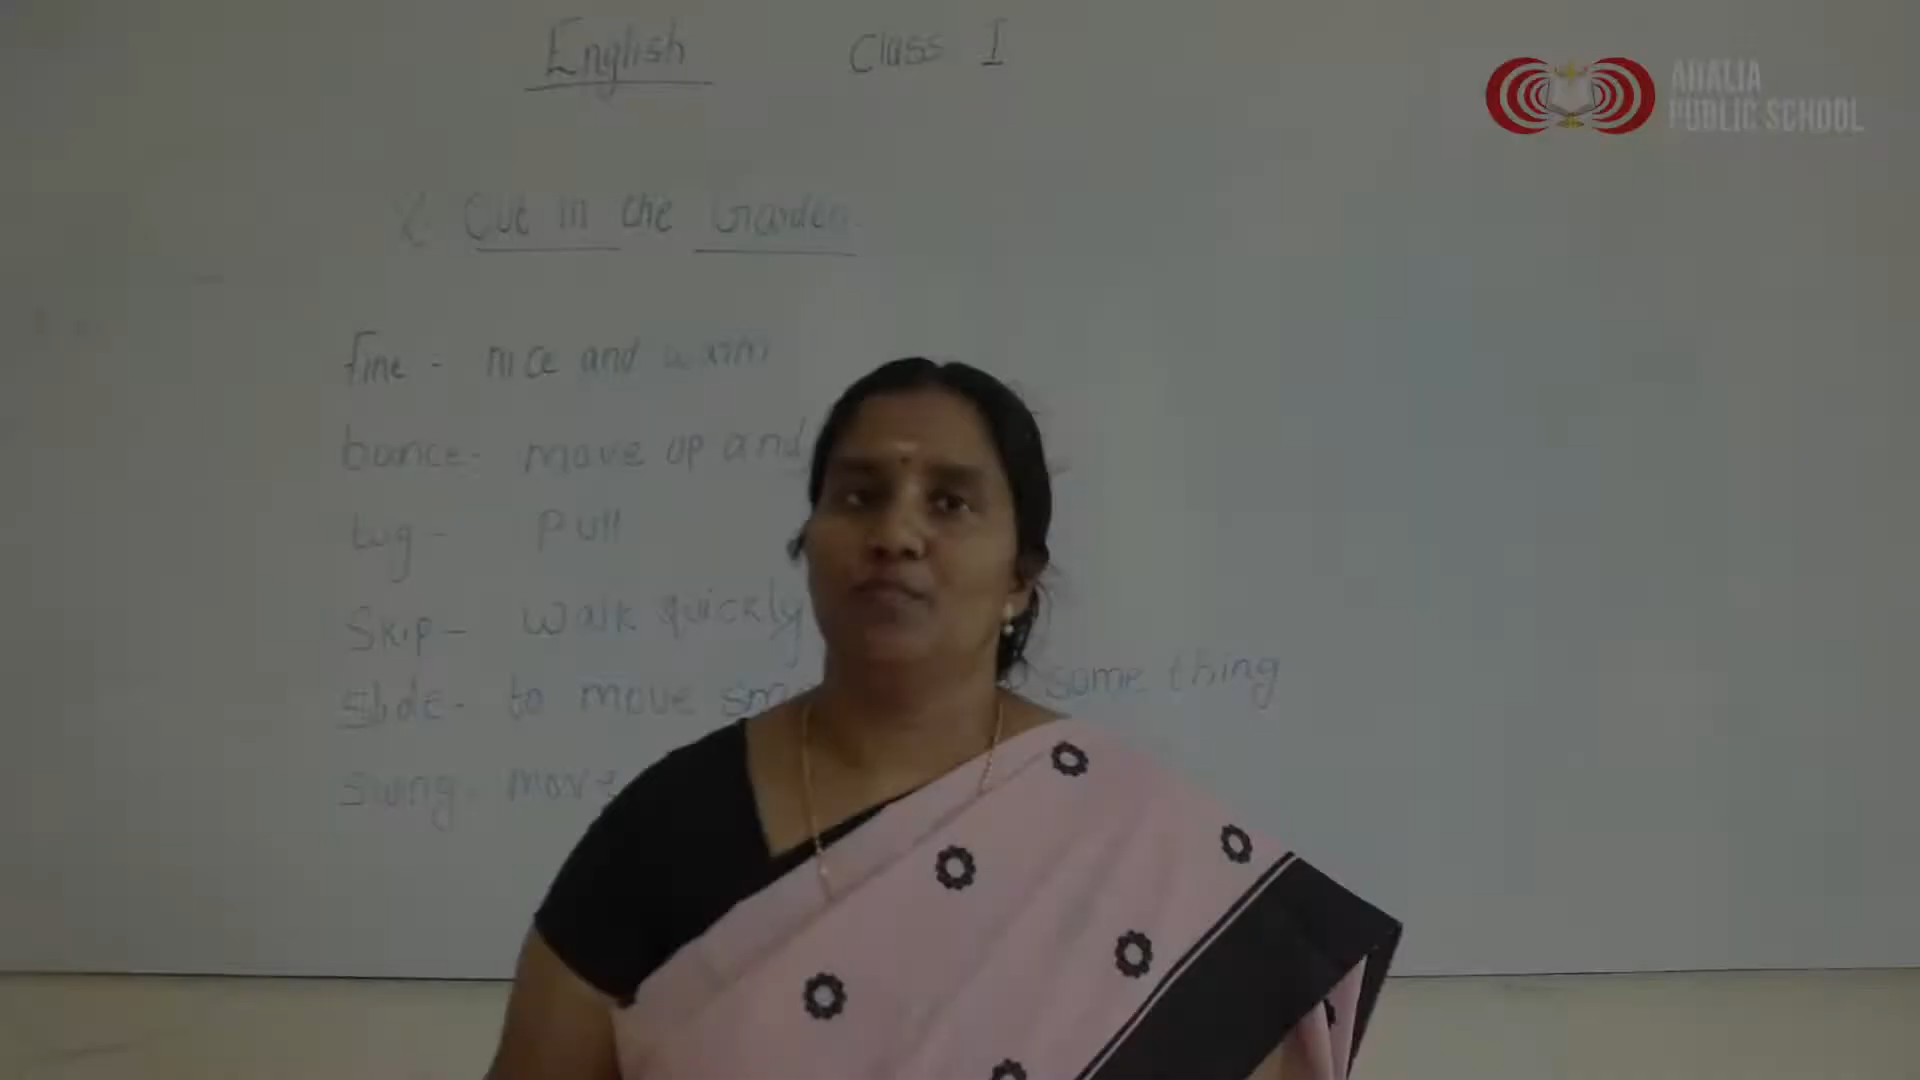 English Class I
AHALIA
PUBLIC SCHOOL
2. Out in the Garden
fine - nice and warm
bounce - move up and
tug - Pull
Skip - Walk quickly
slide - to move some thing
swing - move